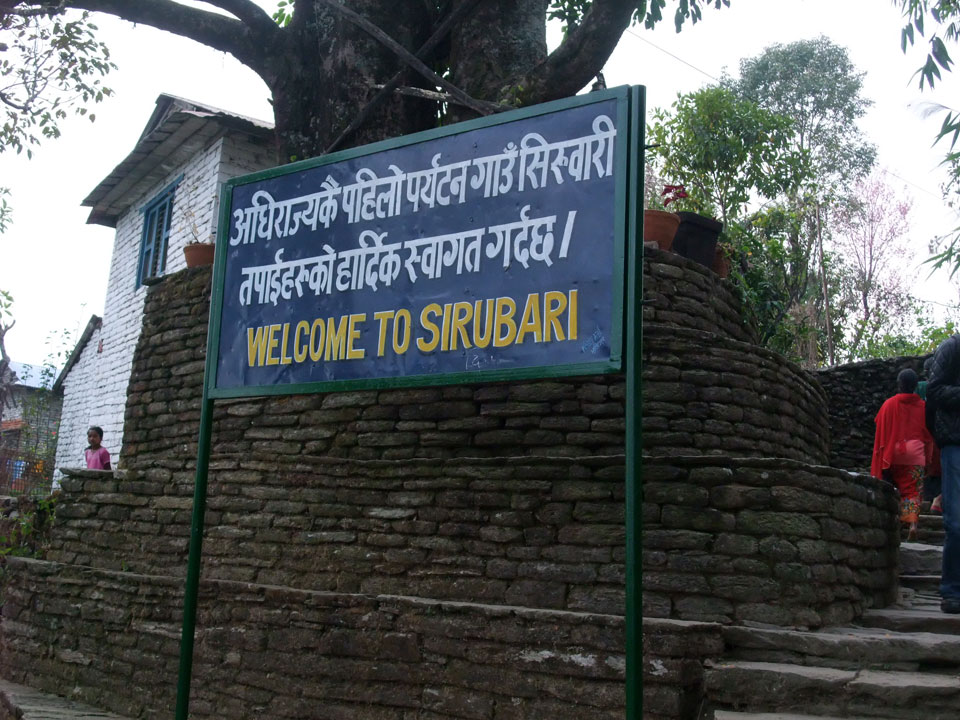 अधिराज्यकै पहिलो पर्यटन गाउँ सिरुवारी
तपाईहरुको हार्दिक स्वागत गर्दछ।
WELCOME TO SIRUBARI